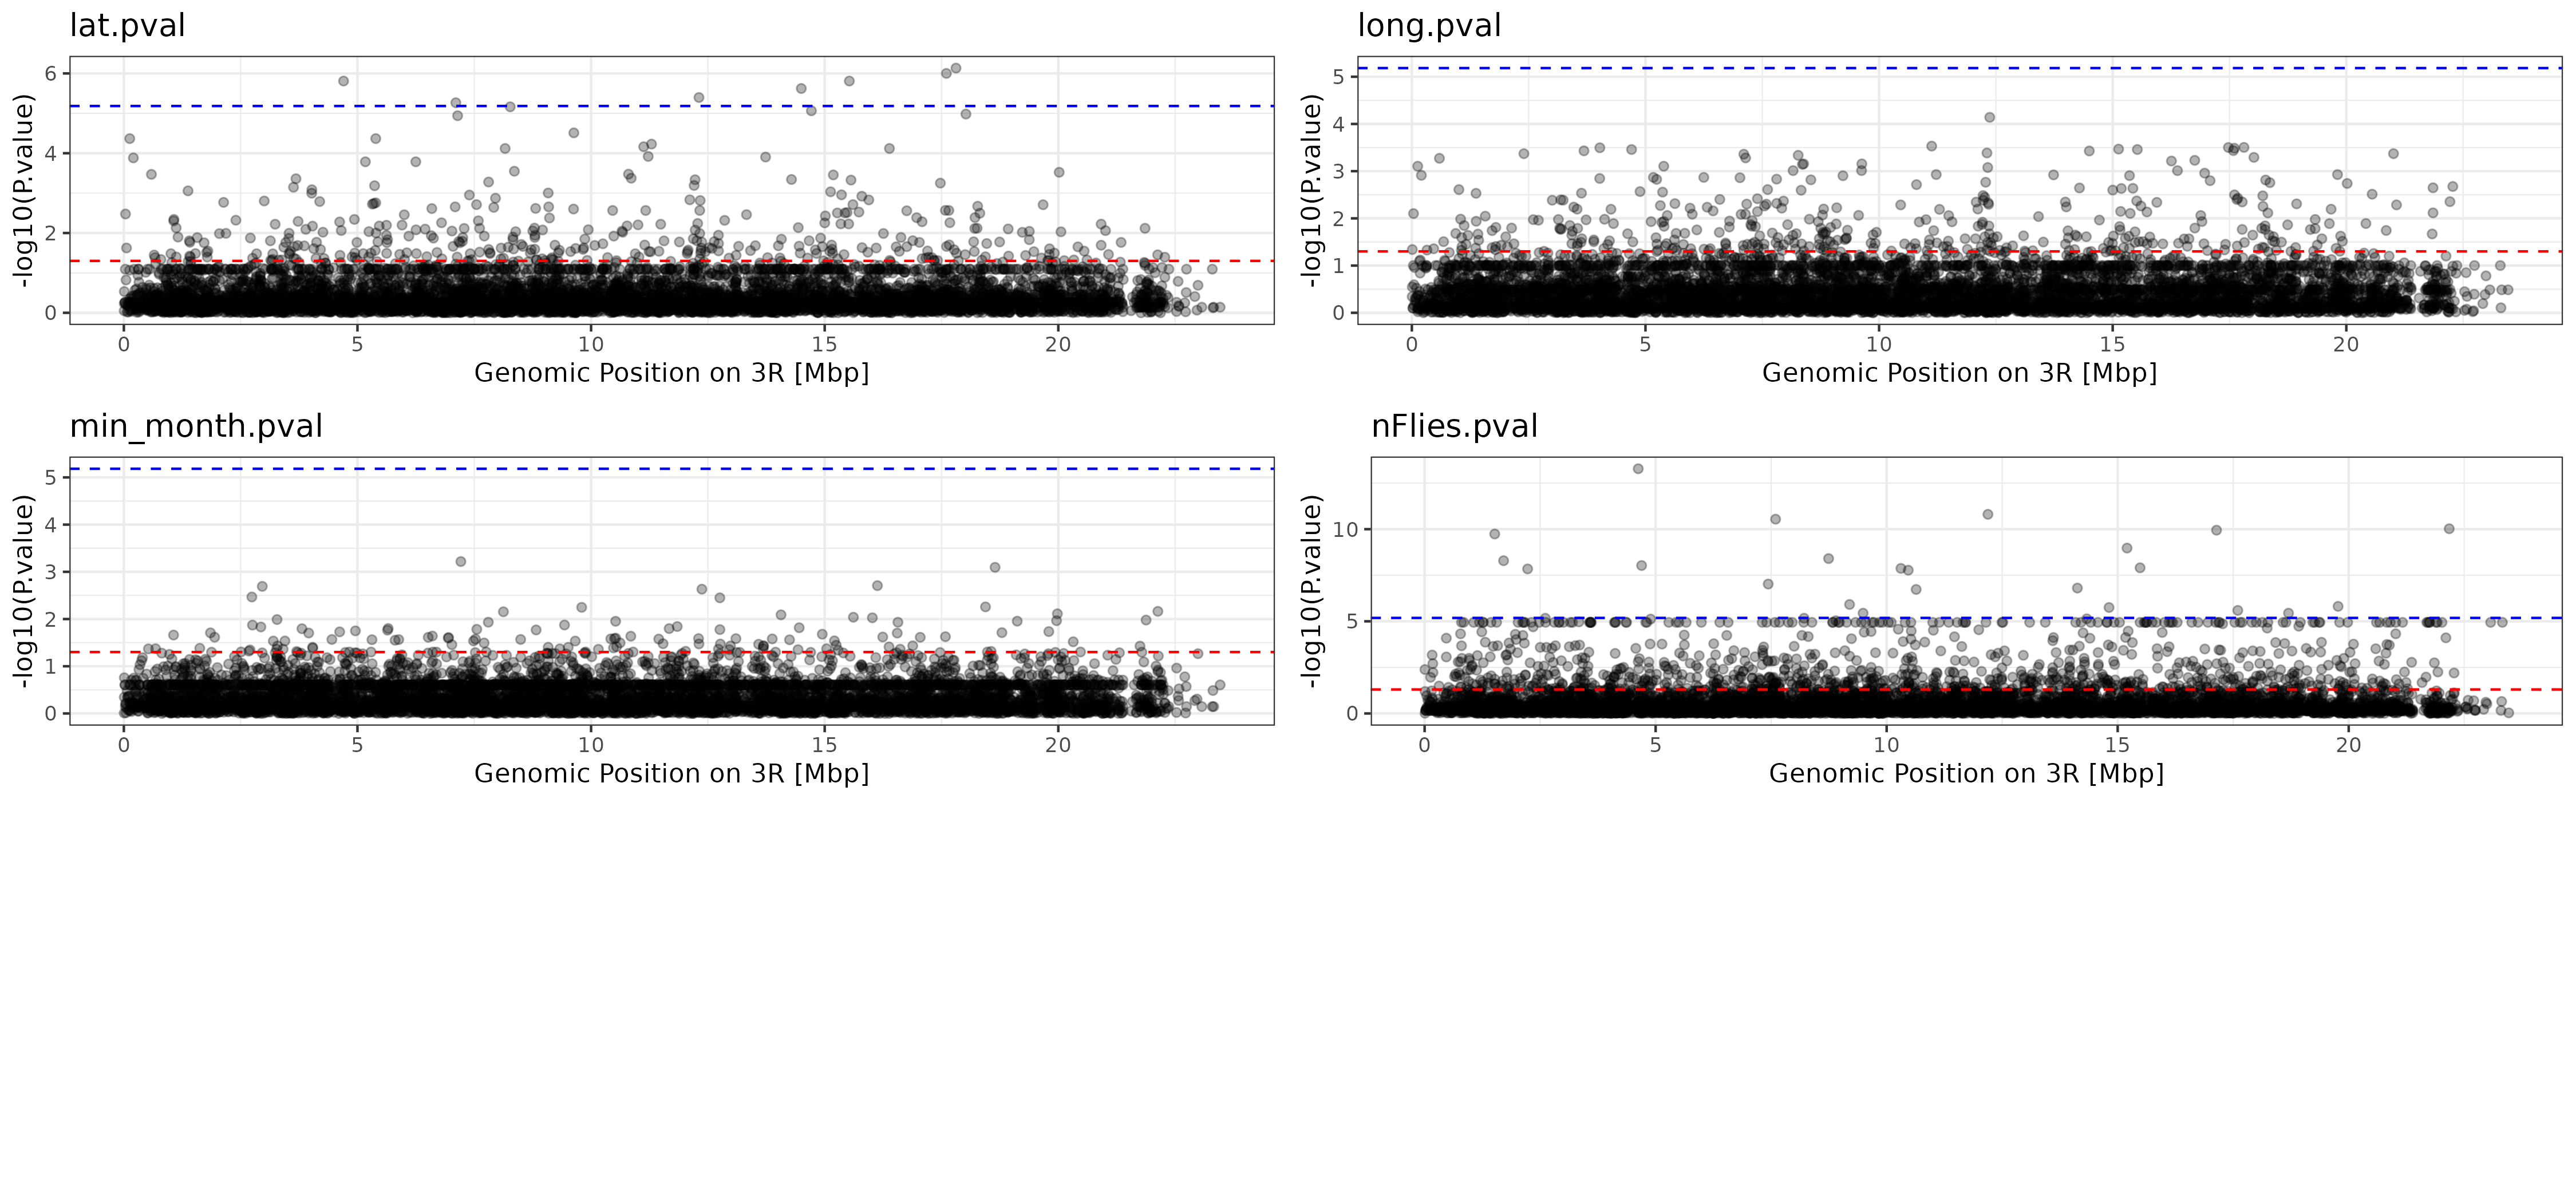 lat.pval
6
4
2
0
-log10(P.value)
0 5 10 15 20
Genomic Position on 3R [Mbp]
long.pval
5
4
3
2
1
0
-log10(P.value)
0 5 10 15 20
Genomic Position on 3R [Mbp]
min_month.pval
5
4
3
2
1
0
-log10(P.value)
0 5 10 15 20
Genomic Position on 3R [Mbp]
nFlies.pval
10
5
0
-log10(P.value)
0 5 10 15 20
Genomic Position on 3R [Mbp]